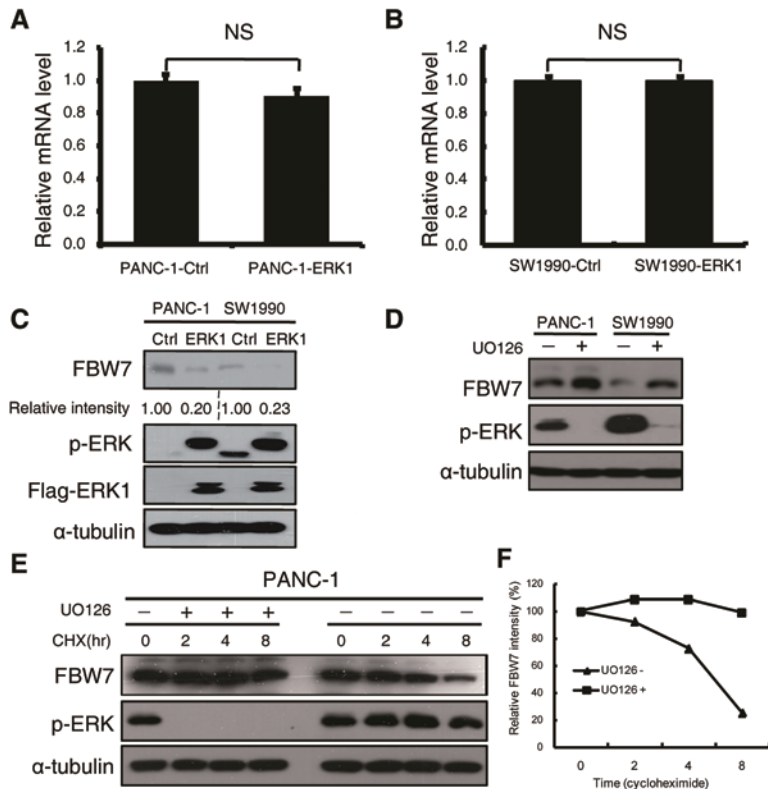 A
NS
Relative mRNA level
1.2
1.0
0.8
0.6
0.4
0.2
0.0
PANC-1-Ctrl PANC-1-ERK1
B
NS
Relative mRNA level
1.2
1.0
0.8
0.6
0.4
0.2
0.0
SW1990-Ctrl SW1990-ERK1
C
PANC-1 SW1990
Ctrl ERK1 Ctrl ERK1
FBW7
Relative intensity 1.00 0.20 1.00 0.23
p-ERK
Flag-ERK1
α-tubulin
D
PANC-1 SW1990
UO126 − + − +
FBW7
p-ERK
α-tubulin
E
PANC-1
UO126 − + + + − − − −
CHX(hr) 0 2 4 8 0 2 4 8
FBW7
p-ERK
α-tubulin
F
Relative FBW7 intensity (%)
120
100
80
60
40
20
0
UO126 -
UO126 +
0 2 4 8
Time (cycloheximide)